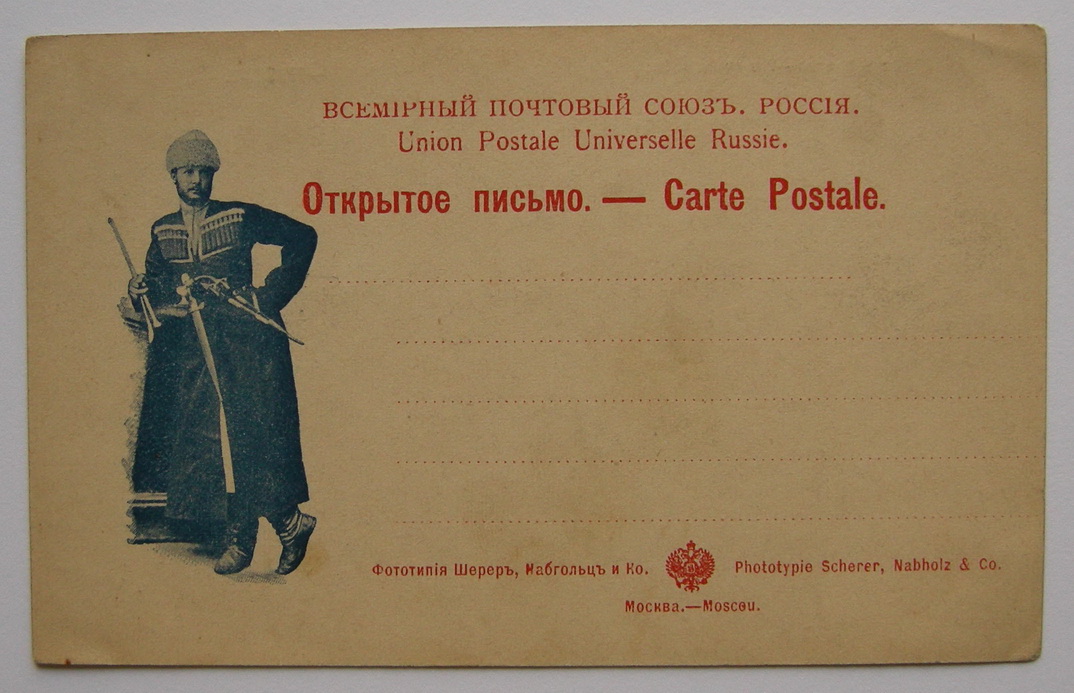 ВСЕМІРНЫЙ ПОЧТОВЫЙ СОЮЗЪ. РОССІЯ.
Union Postale Universelle Russie.
Открытое письмо. — Carte Postale.
Фототипія Шереръ, Набгольцъ и Ко. Phototypie Scherer, Nabholz & Co.
Москва.—Moscou.